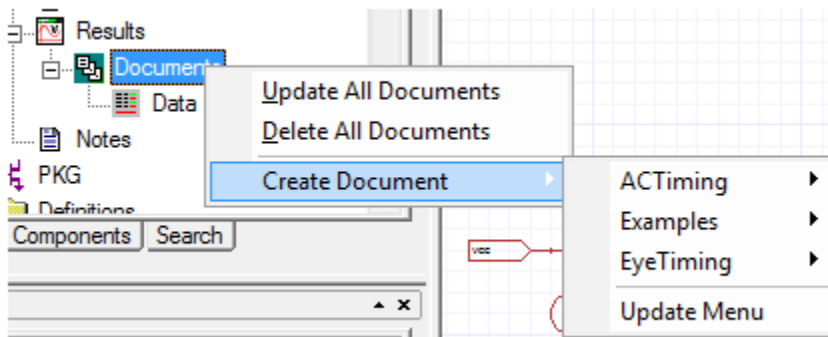 Results
Documents
Data
Notes
PKG
Definitions
Components Search
Update All Documents
Delete All Documents
Create Document
ACTiming
Examples
EyeTiming
Update Menu
vcc